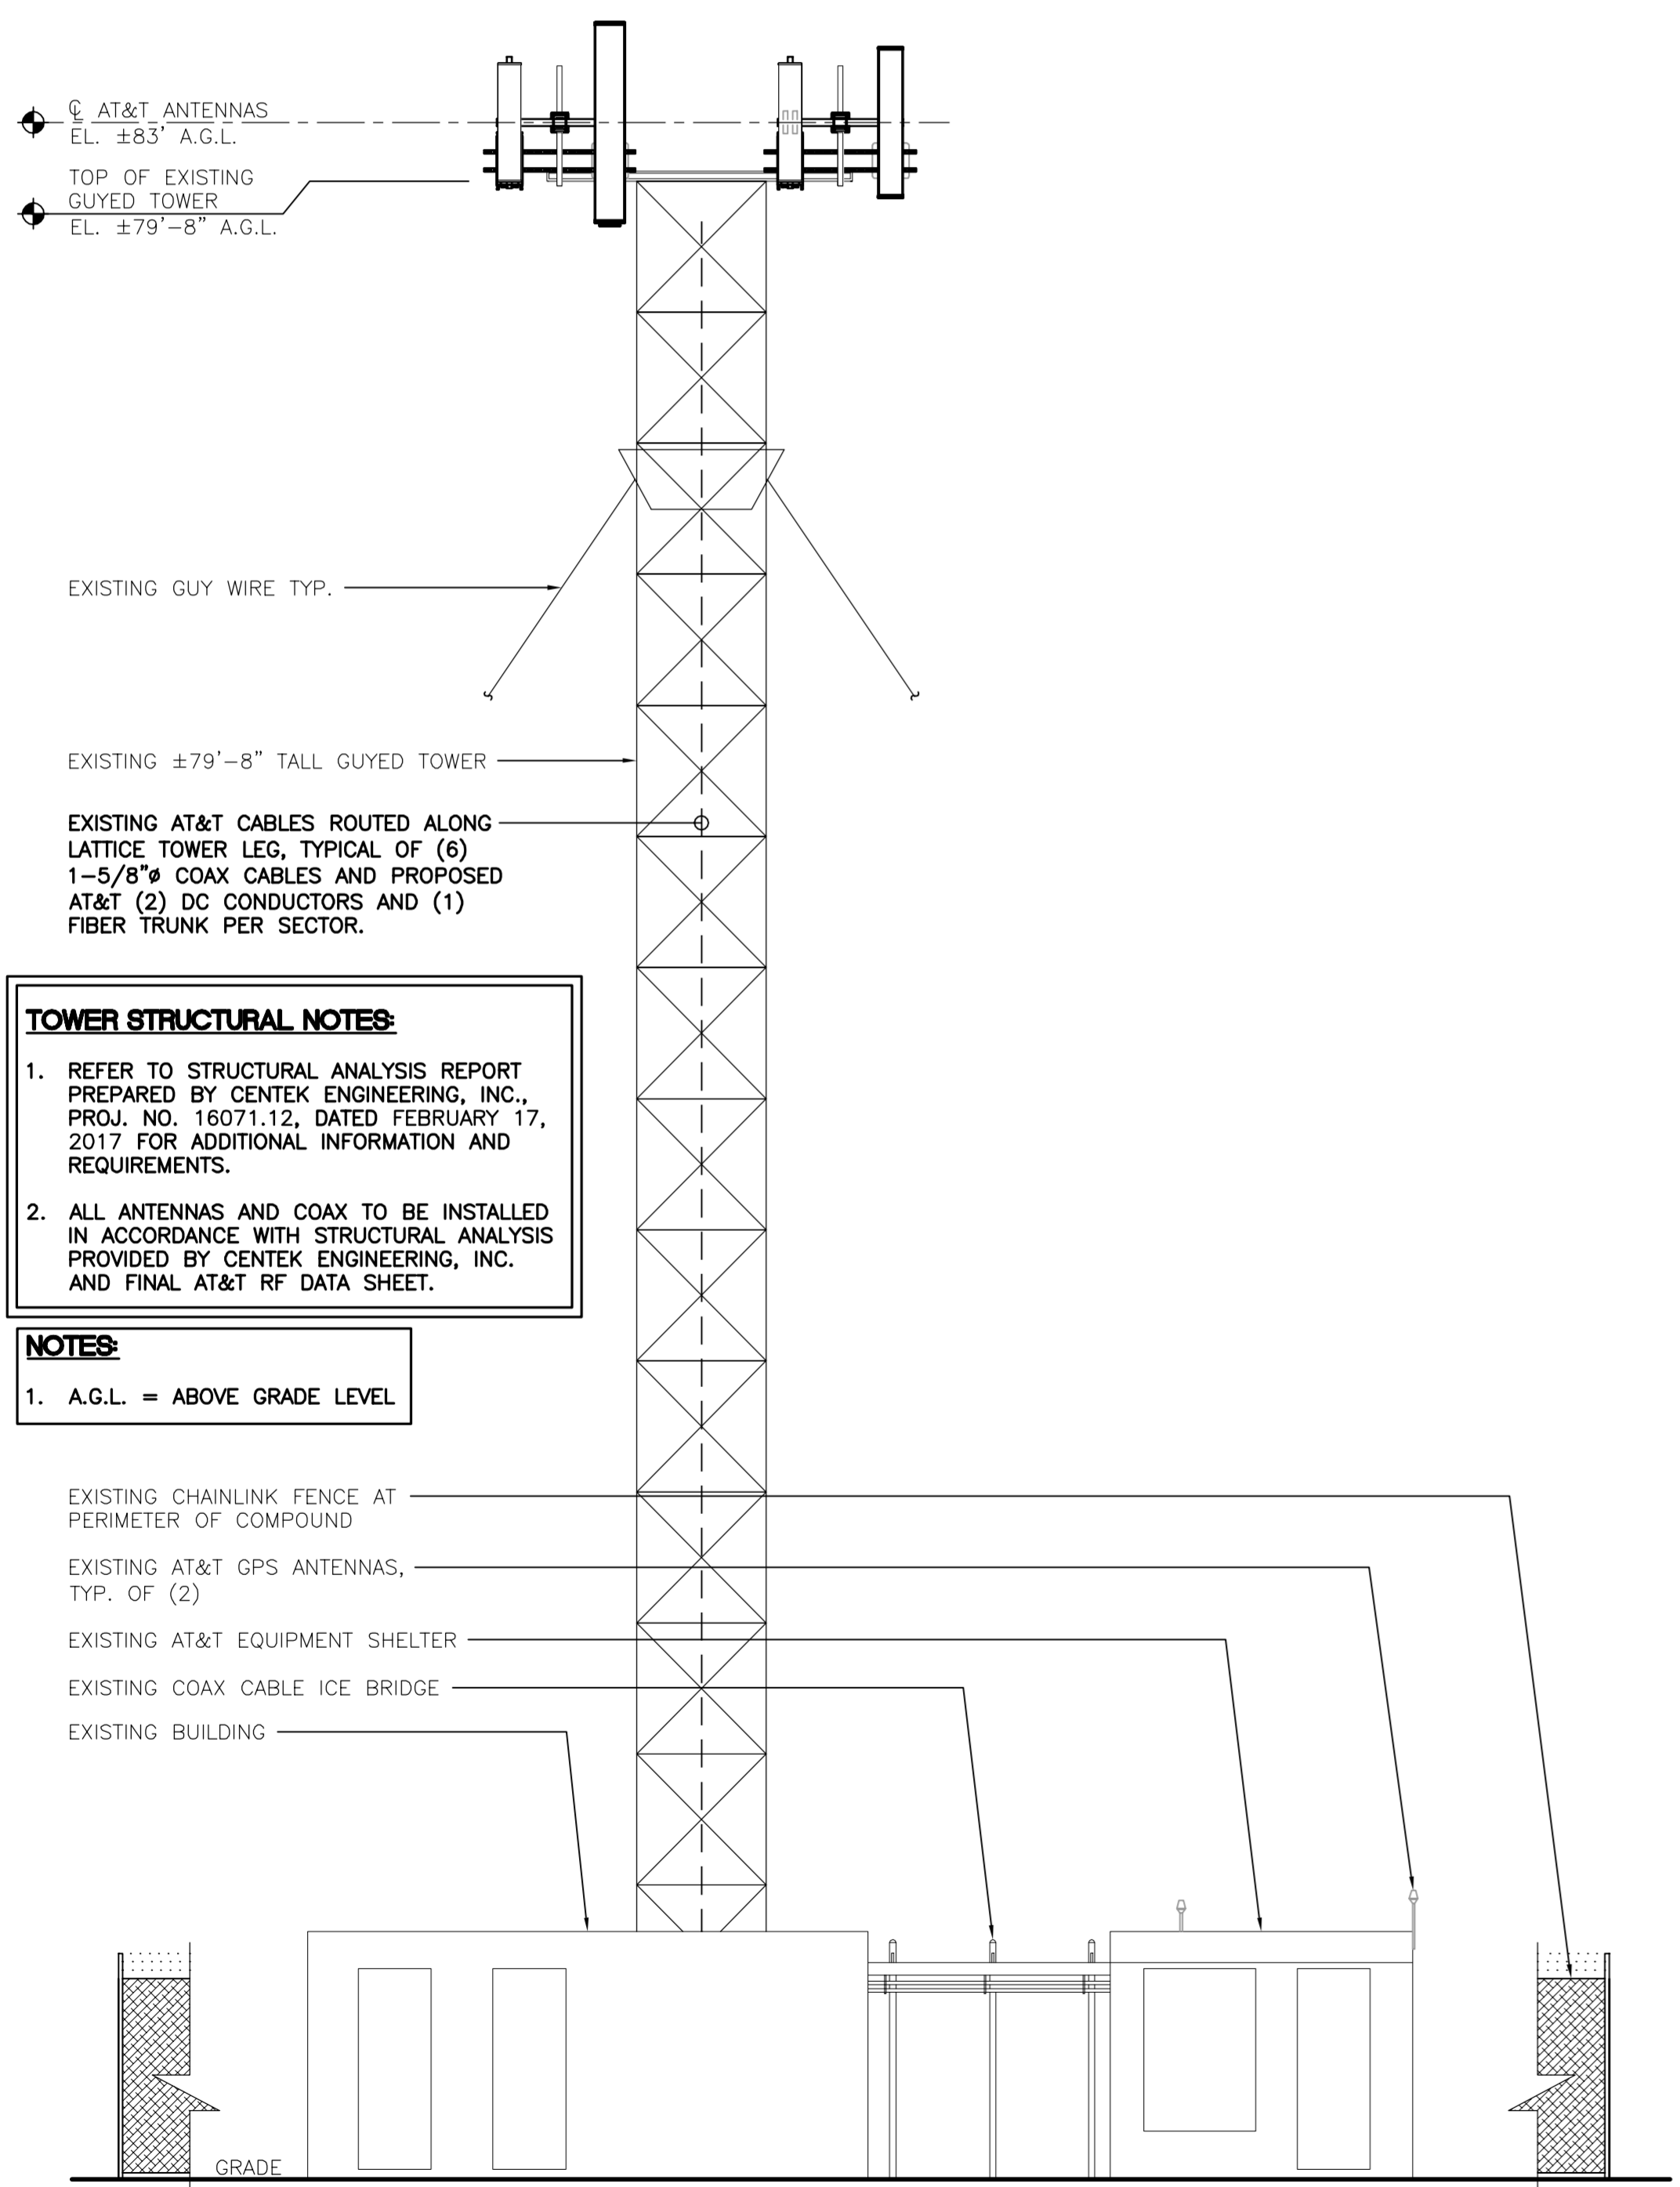 ℄ AT&T ANTENNAS
EL. ±83' A.G.L.
TOP OF EXISTING
GUYED TOWER
EL. ±79'-8" A.G.L.
EXISTING GUY WIRE TYP.
EXISTING ±79'-8" TALL GUYED TOWER
EXISTING AT&T CABLES ROUTED ALONG
LATTICE TOWER LEG, TYPICAL OF (6)
1-5/8"ø COAX CABLES AND PROPOSED
AT&T (2) DC CONDUCTORS AND (1)
FIBER TRUNK PER SECTOR.
TOWER STRUCTURAL NOTES:
1. REFER TO STRUCTURAL ANALYSIS REPORT
PREPARED BY CENTEK ENGINEERING, INC.,
PROJ. NO. 16071.12, DATED FEBRUARY 17,
2017 FOR ADDITIONAL INFORMATION AND
REQUIREMENTS.
2. ALL ANTENNAS AND COAX TO BE INSTALLED
IN ACCORDANCE WITH STRUCTURAL ANALYSIS
PROVIDED BY CENTEK ENGINEERING, INC.
AND FINAL AT&T RF DATA SHEET.
NOTES:
1. A.G.L. = ABOVE GRADE LEVEL
EXISTING CHAINLINK FENCE AT
PERIMETER OF COMPOUND
EXISTING AT&T GPS ANTENNAS,
TYP. OF (2)
EXISTING AT&T EQUIPMENT SHELTER
EXISTING COAX CABLE ICE BRIDGE
EXISTING BUILDING
GRADE